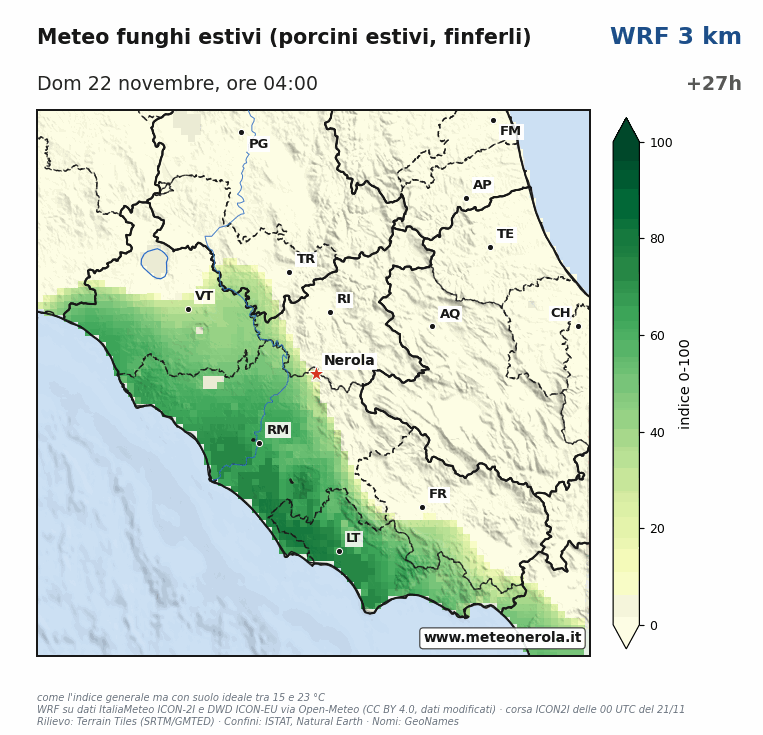 Meteo funghi estivi (porcini estivi, finferli)
WRF 3 km
Dom 22 novembre, ore 04:00
+27h
FM
PG
AP
TE
TR
VT
RI
AQ
CH
Nerola
RM
FR
LT
www.meteonerola.it
100
80
60
40
20
0
indice 0-100
come l'indice generale ma con suolo ideale tra 15 e 23 °C
WRF su dati ItaliaMeteo ICON-2I e DWD ICON-EU via Open-Meteo (CC BY 4.0, dati modificati) · corsa ICON2I delle 00 UTC del 21/11
Rilievo: Terrain Tiles (SRTM/GMTED) · Confini: ISTAT, Natural Earth · Nomi: GeoNames